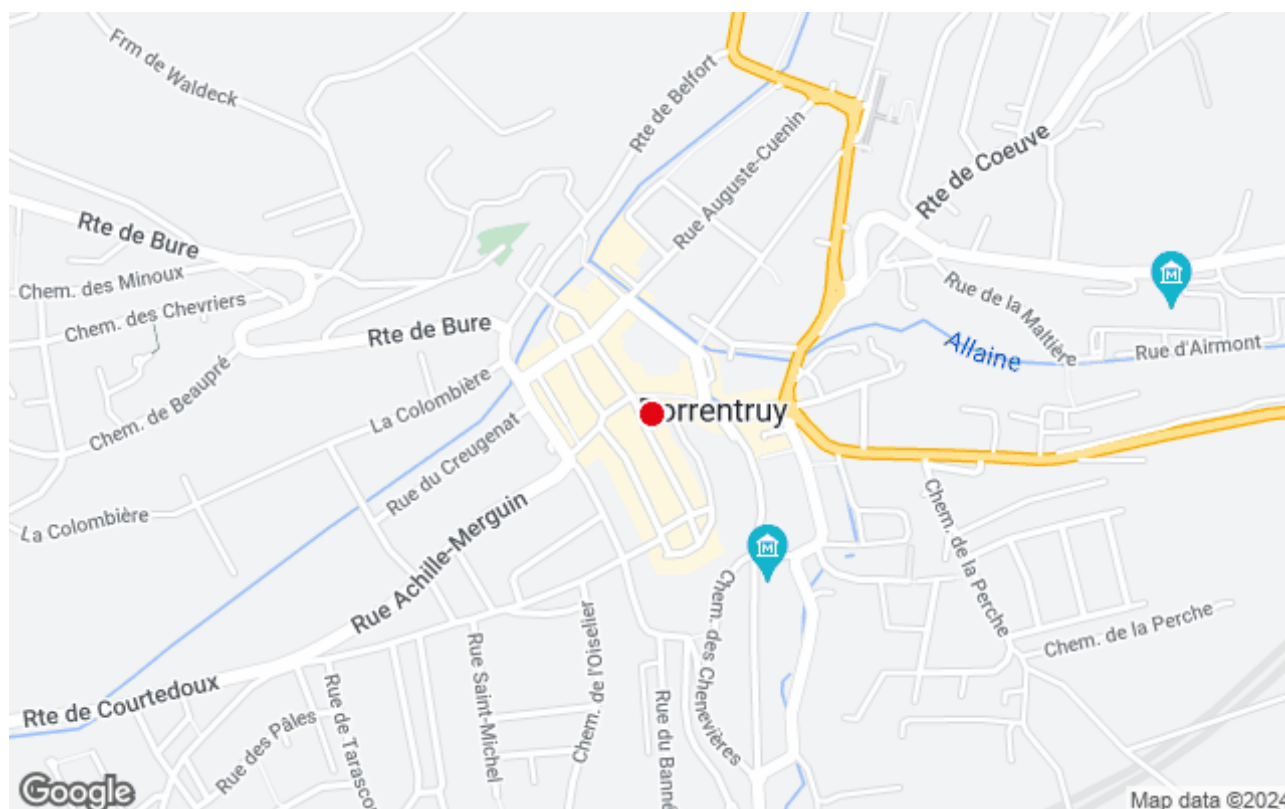 Frm de Waldeck
Rte de Belfort
Rue Auguste-Cuenin
Rte de Coeuve
Rte de Bure
Chem. des Minoux
Chem. des Chevriers
Rte de Bure
Rue de la Maltière
Allaine
Rue d'Airmont
Chem. de Beaupré
La Colombière
Porrentruy
Rue du Creugenat
La Colombière
Rue Achille-Merguin
Chem. de la Perche
Chem. de la Perche
Chem. des Chenevières
Chem. de l'Oiselier
Rue Saint-Michel
Rte de Courtedoux
Rue des Pâles
Rue de Tarasco
Rue du Banné
Google
Map data ©2024